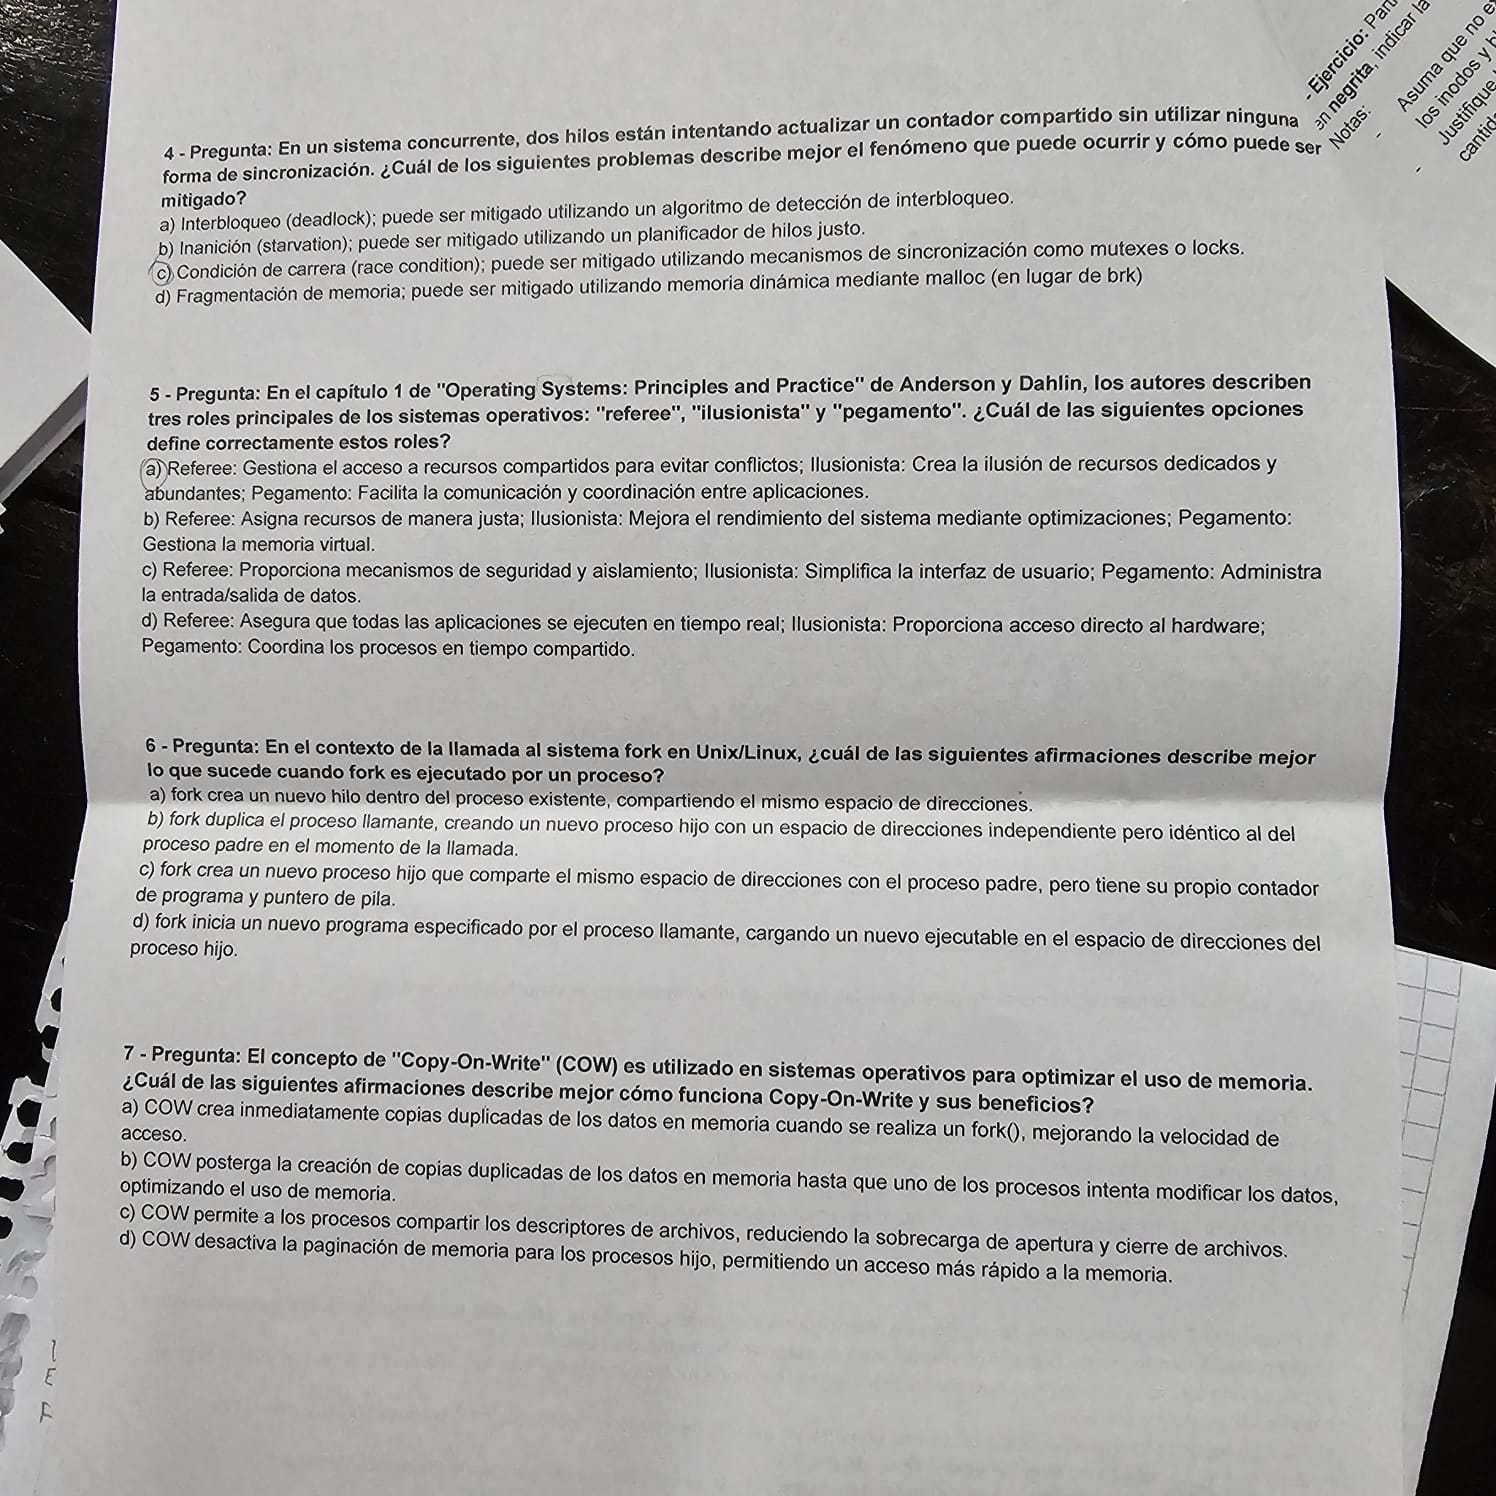 4 - Pregunta: En un sistema concurrente, dos hilos están intentando actualizar un contador compartido sin utilizar ninguna
forma de sincronización. ¿Cuál de los siguientes problemas describe mejor el fenómeno que puede ocurrir y cómo puede ser
mitigado?
a) Interbloqueo (deadlock); puede ser mitigado utilizando un algoritmo de detección de interbloqueo.
b) Inanición (starvation); puede ser mitigado utilizando un planificador de hilos justo.
c) Condición de carrera (race condition); puede ser mitigado utilizando mecanismos de sincronización como mutexes o locks.
d) Fragmentación de memoria; puede ser mitigado utilizando memoria dinámica mediante malloc (en lugar de brk)
5 - Pregunta: En el capítulo 1 de "Operating Systems: Principles and Practice" de Anderson y Dahlin, los autores describen
tres roles principales de los sistemas operativos: "referee", "ilusionista" y "pegamento". ¿Cuál de las siguientes opciones
define correctamente estos roles?
a) Referee: Gestiona el acceso a recursos compartidos para evitar conflictos; Ilusionista: Crea la ilusión de recursos dedicados y
abundantes; Pegamento: Facilita la comunicación y coordinación entre aplicaciones.
b) Referee: Asigna recursos de manera justa; Ilusionista: Mejora el rendimiento del sistema mediante optimizaciones; Pegamento:
Gestiona la memoria virtual.
c) Referee: Proporciona mecanismos de seguridad y aislamiento; Ilusionista: Simplifica la interfaz de usuario; Pegamento: Administra
la entrada/salida de datos.
d) Referee: Asegura que todas las aplicaciones se ejecuten en tiempo real; Ilusionista: Proporciona acceso directo al hardware;
Pegamento: Coordina los procesos en tiempo compartido.
6 - Pregunta: En el contexto de la llamada al sistema fork en Unix/Linux, ¿cuál de las siguientes afirmaciones describe mejor
lo que sucede cuando fork es ejecutado por un proceso?
a) fork crea un nuevo hilo dentro del proceso existente, compartiendo el mismo espacio de direcciones.
b) fork duplica el proceso llamante, creando un nuevo proceso hijo con un espacio de direcciones independiente pero idéntico al del
proceso padre en el momento de la llamada.
c) fork crea un nuevo proceso hijo que comparte el mismo espacio de direcciones con el proceso padre, pero tiene su propio contador
de programa y puntero de pila.
d) fork inicia un nuevo programa especificado por el proceso llamante, cargando un nuevo ejecutable en el espacio de direcciones del
proceso hijo.
7 - Pregunta: El concepto de "Copy-On-Write" (COW) es utilizado en sistemas operativos para optimizar el uso de memoria.
¿Cuál de las siguientes afirmaciones describe mejor cómo funciona Copy-On-Write y sus beneficios?
a) COW crea inmediatamente copias duplicadas de los datos en memoria cuando se realiza un fork(), mejorando la velocidad de
acceso.
b) COW posterga la creación de copias duplicadas de los datos en memoria hasta que uno de los procesos intenta modificar los datos,
optimizando el uso de memoria.
c) COW permite a los procesos compartir los descriptores de archivos, reduciendo la sobrecarga de apertura y cierre de archivos.
d) COW desactiva la paginación de memoria para los procesos hijo, permitiendo un acceso más rápido a la memoria.
- Ejercicio:
en negrita, indicar la
Notas:
- Asuma que no
los inodos y
- Justifique